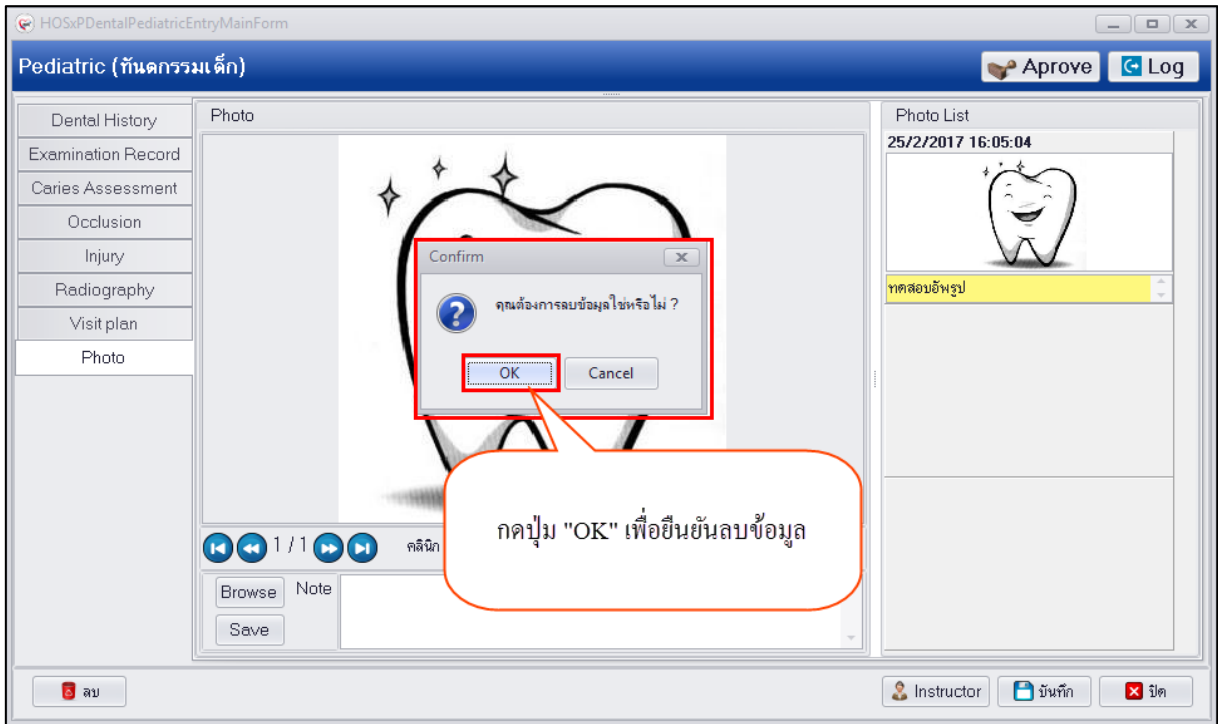 HOSxPDentalPediatricEntryMainForm
Pediatric (ทันตกรรมเด็ก)
Aprove
Log
Dental History
Examination Record
Caries Assessment
Occlusion
Injury
Radiography
Visit plan
Photo
Photo
Confirm
คุณต้องการลบข้อมูลใช่หรือไม่ ?
OK
Cancel
กดปุ่ม "OK" เพื่อยืนยันลบข้อมูล
1 / 1
คลินิก
Browse
Note
Save
Photo List
25/2/2017 16:05:04
ทดสอบอัพรูป
ลบ
Instructor
บันทึก
ปิด